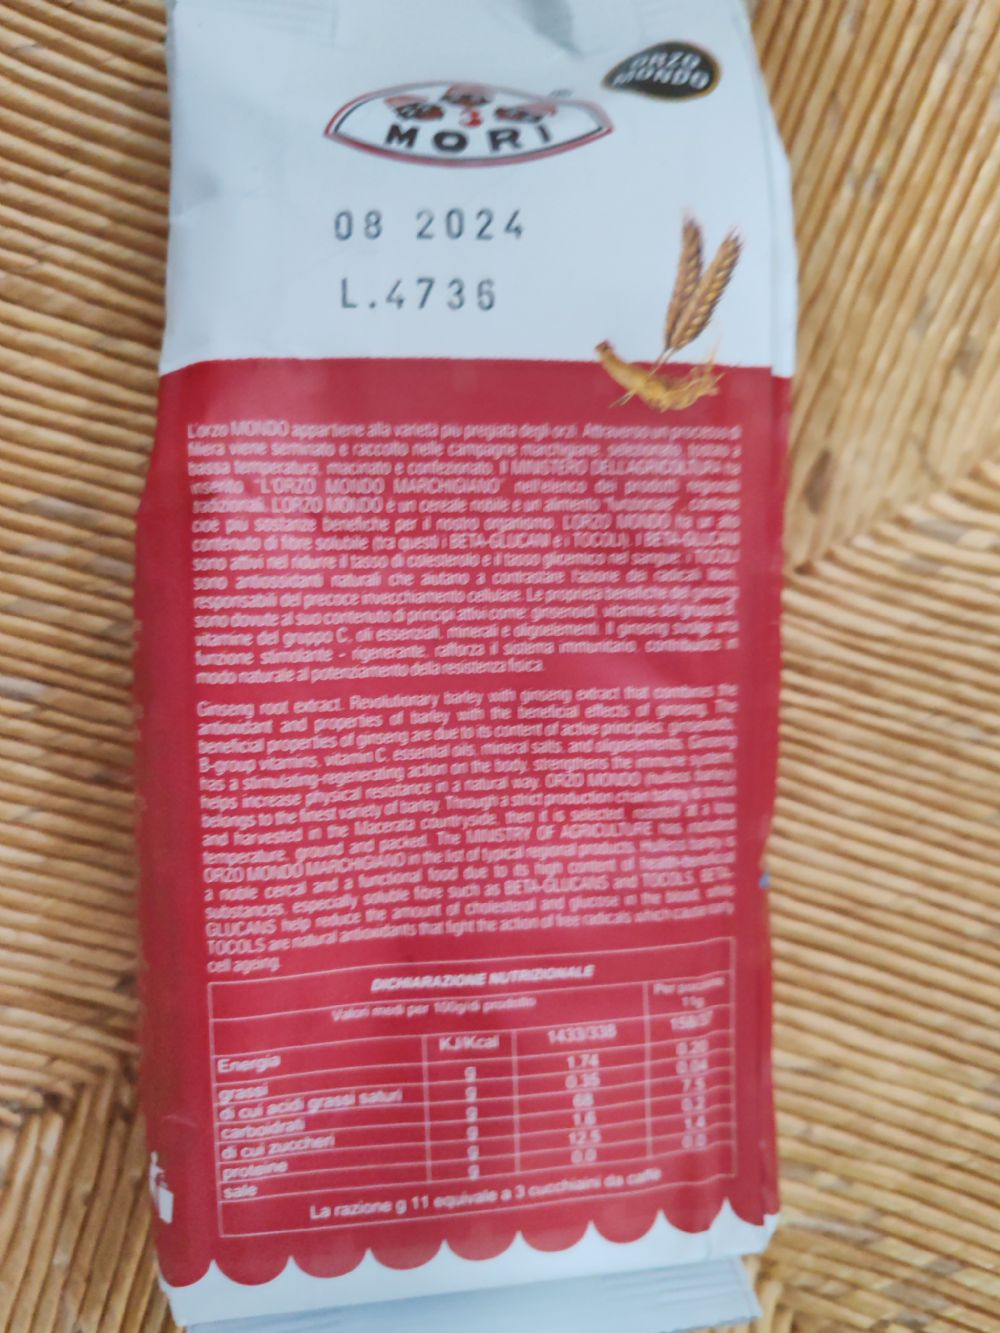 ORZO
MONDO
3
MORI
08 2024
L.4736
L'orzo MONDO appartiene alla varietà più pregiata degli orzi. Attraverso un processo di
filiera viene seminato e raccolto nelle campagne marchigiane, selezionato, tostato a
bassa temperatura, macinato e confezionato. Il MINISTERO DELL'AGRICOLTURA ha
inserito "L'ORZO MONDO MARCHIGIANO" nell'elenco dei prodotti regionali
tradizionali. L'ORZO MONDO è un cereale nobile e un alimento
cioè più sostanze benefiche per il nostro organismo. L'ORZO MONDO ha un alto
contenuto di fibre solubile (tra questi i BETA-GLUCANI e i TOCOLI). I BETA-GLUCANI
sono attivi nel ridurre il tasso di colesterolo e il tasso glicemico nel sangue. I TOCOLI
sono antiossidanti naturali che aiutano a contrastare l'azione dei radicali liberi
responsabili del precoce invecchiamento cellulare. Le proprietà benefiche del ginseng
sono dovute al suo contenuto di principi attivi come: ginsenoidi, vitamine del gruppo B,
vitamine del gruppo C, oli essenziali, minerali e oligoelementi. Il ginseng svolge una
funzione stimolante - rigenerante, rafforza il sistema immunitario, contribuisce in
modo naturale al potenziamento della resistenza fisica.
Ginseng root extract. Revolutionary barley with ginseng extract that combines the
antioxidant and properties of barley with the beneficial effects of ginseng. The
beneficial properties of ginseng are due to its content of active principles: ginsenoids,
B-group vitamins, vitamin C, essential oils, mineral salts and oligoelements. Ginseng
has a stimulating-regenerating action on the body, strengthens the immune system
helps increase physical resistance in a natural way. ORZO MONDO (hulless barley)
belongs to the finest variety of barley. Through a strict production chain barley is
and harvested in the Macerata countryside, then it is selected, roasted at a low
temperature, ground and packed. The MINISTRY OF AGRICULTURE has included
ORZO MONDO MARCHIGIANO in the list of typical regional products. Hulless barley is
a noble cereal and a functional food due to its high content of health-beneficial
substances, especially soluble fibre such as BETA-GLUCANS and TOCOLS. BETA-
GLUCANS help reduce the amount of cholesterol and glucose in the blood, while
TOCOLS are natural antioxidants that fight the action of free radicals which cause early
cell ageing.
DICHIARAZIONE NUTRIZIONALE
Valori medi per 100g di prodotto Per porzione
11g
Energia KJ/Kcal 1433/338 158/37
grassi g 1.74 0.20
di cui acidi grassi saturi g 0.35 0.04
carboidrati g 68 7.5
di cui zuccheri g 1.6 0.2
proteine g 12.5 1.4
sale g 0.0 0.0
La razione g 11 equivale a 3 cucchiaini da caffè